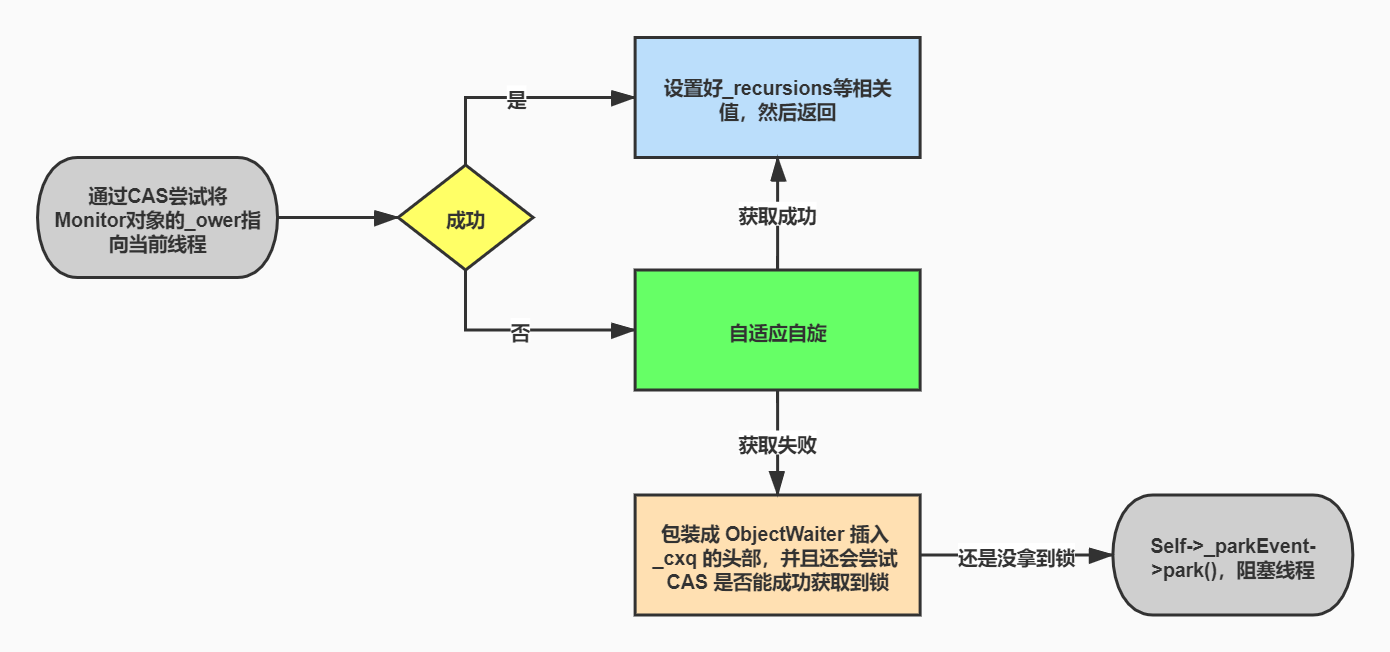 设置好_recursions等相关
值，然后返回
是
通过CAS尝试将
Monitor对象的_ower指
向当前线程
成功
获取成功
否
自适应自旋
获取失败
包装成 ObjectWaiter 插入
_cxq 的头部，并且还会尝试
CAS 是否能成功获取到锁
还是没拿到锁
Self->_parkEvent-
>park()，阻塞线程